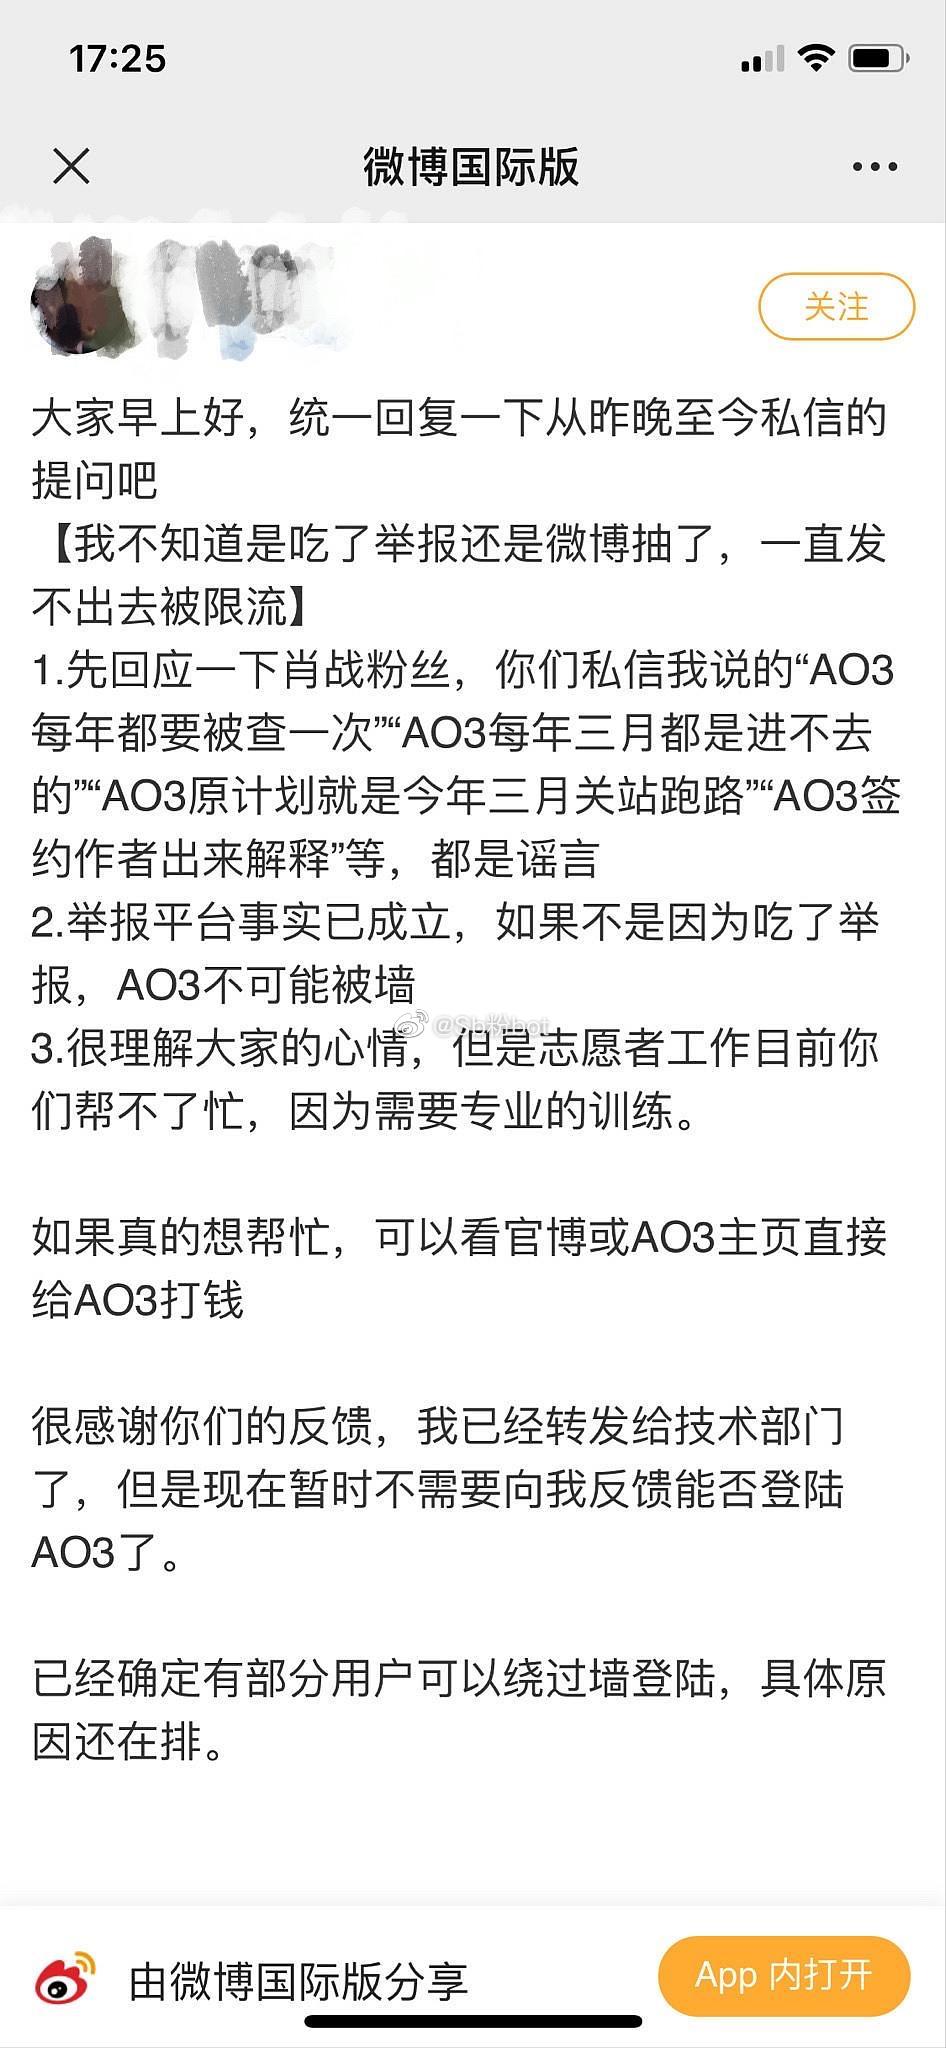 17:25
微博国际版
关注
大家早上好，统一回复一下从昨晚至今私信的
提问吧
【我不知道是吃了举报还是微博抽了，一直发
不出去被限流】
1.先回应一下肖战粉丝，你们私信我说的“AO3
每年都要被查一次”“AO3每年三月都是进不去
的”“AO3原计划就是今年三月关站跑路”“AO3签
约作者出来解释”等，都是谣言
2.举报平台事实已成立，如果不是因为吃了举
报，AO3不可能被墙
@Sb粉bot
3.很理解大家的心情，但是志愿者工作目前你
们帮不了忙，因为需要专业的训练。
如果真的想帮忙，可以看官博或AO3主页直接
给AO3打钱
很感谢你们的反馈，我已经转发给技术部门
了，但是现在暂时不需要向我反馈能否登陆
AO3了。
已经确定有部分用户可以绕过墙登陆，具体原
因还在排。
由微博国际版分享
App 内打开